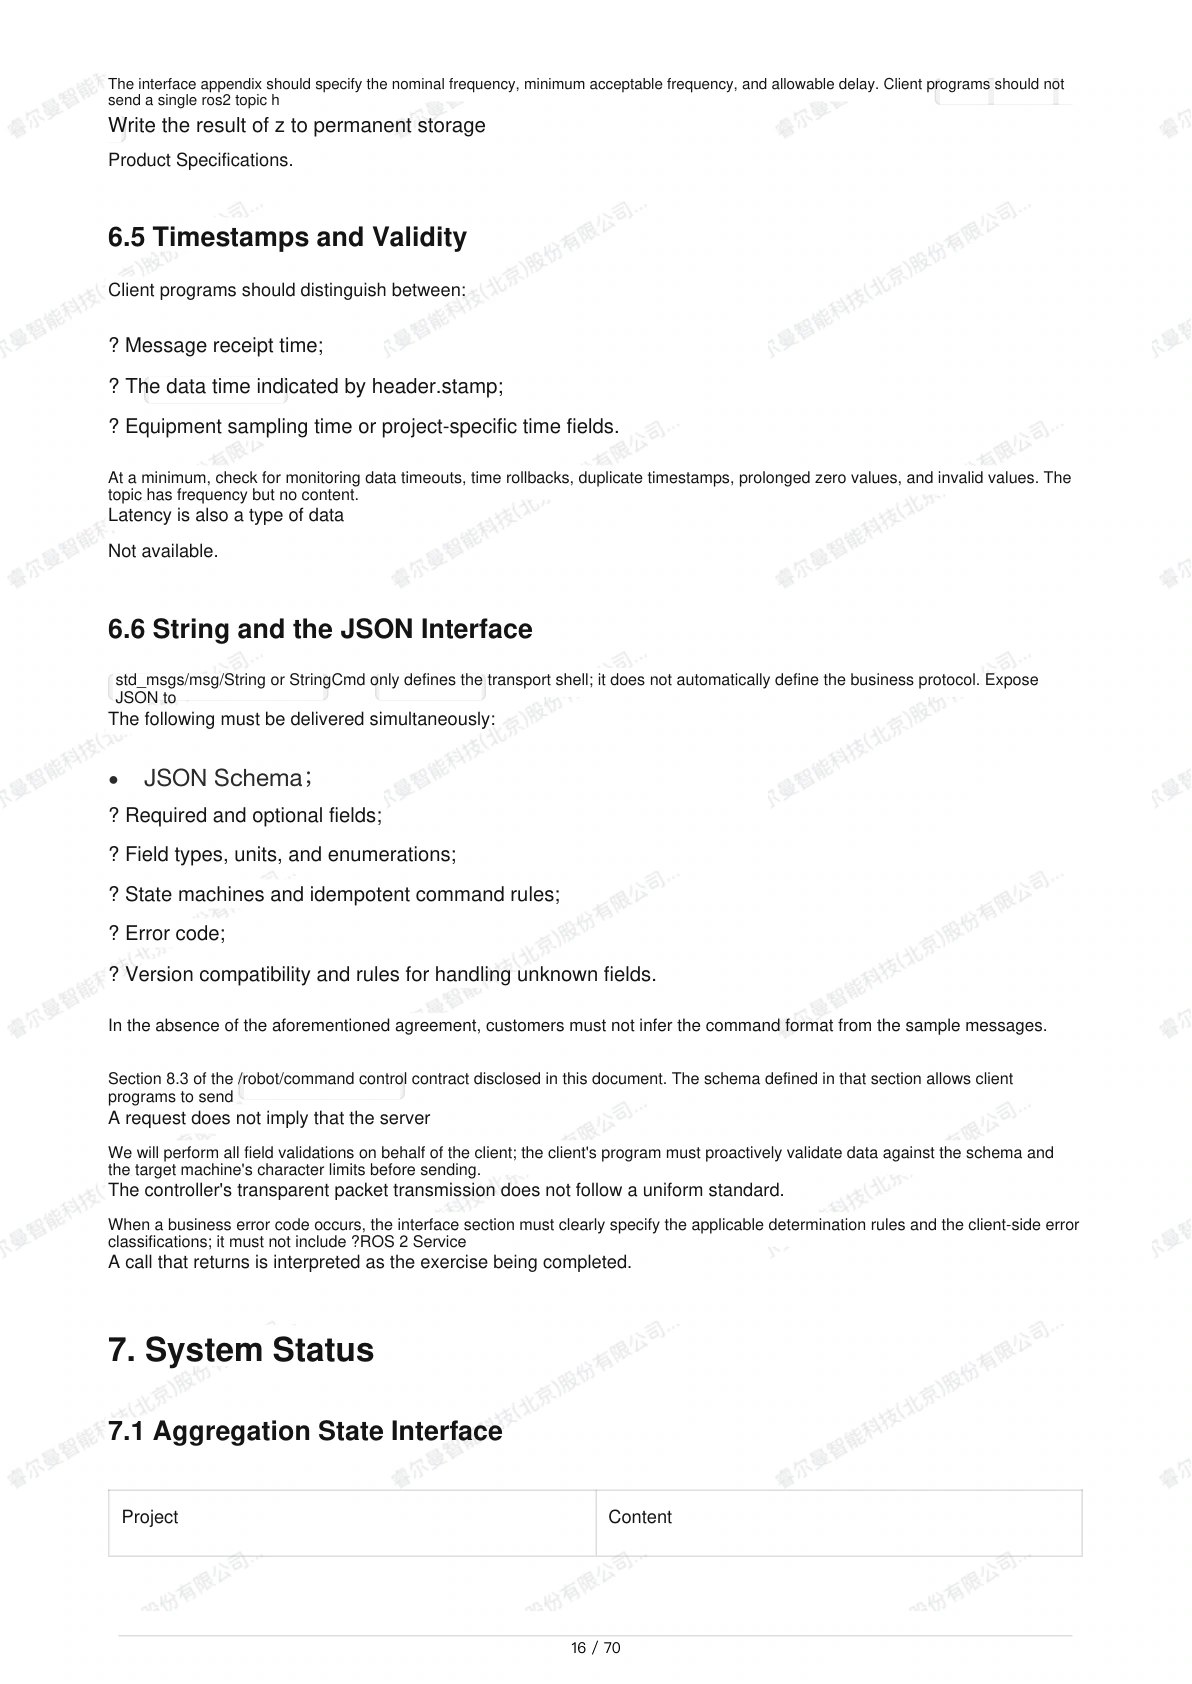 The interface appendix should specify the nominal frequency, minimum acceptable frequency, and allowable delay. Client programs should not
send a single ros2 topic h
Write the result of z to permanent storage
Product Specifications.
6.5 Timestamps and Validity
Client programs should distinguish between:
? Message receipt time;
? The data time indicated by header.stamp;
? Equipment sampling time or project-specific time fields.
At a minimum, check for monitoring data timeouts, time rollbacks, duplicate timestamps, prolonged zero values, and invalid values. The
topic has frequency but no content.
Latency is also a type of data
Not available.
6.6 String and the JSON Interface
std_msgs/msg/String or StringCmd only defines the transport shell; it does not automatically define the business protocol. Expose
JSON to
The following must be delivered simultaneously:
• JSON Schema；
? Required and optional fields;
? Field types, units, and enumerations;
? State machines and idempotent command rules;
? Error code;
? Version compatibility and rules for handling unknown fields.
In the absence of the aforementioned agreement, customers must not infer the command format from the sample messages.
Section 8.3 of the /robot/command control contract disclosed in this document. The schema defined in that section allows client
programs to send
A request does not imply that the server
We will perform all field validations on behalf of the client; the client's program must proactively validate data against the schema and
the target machine's character limits before sending.
The controller's transparent packet transmission does not follow a uniform standard.
When a business error code occurs, the interface section must clearly specify the applicable determination rules and the client-side error
classifications; it must not include ?ROS 2 Service
A call that returns is interpreted as the exercise being completed.
7. System Status
7.1 Aggregation State Interface
Project
Content
睿尔曼智能科技(北京)股份有限公司...
16 / 70